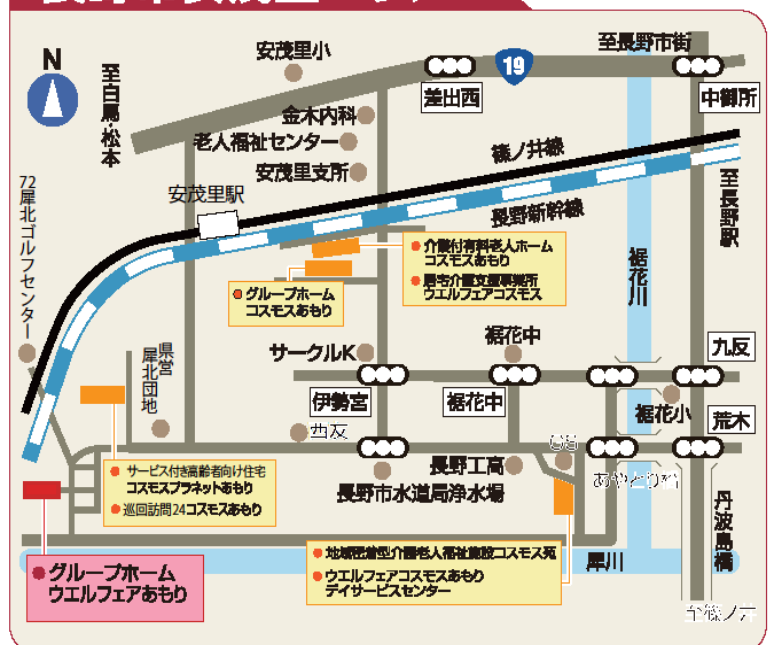 安茂里小
至長野市街
N
19
至白馬・松本
差出西
中御所
金木内科
老人福祉センター
篠ノ井線
安茂里支所
72犀北ゴルフセンター
安茂里駅
長野新幹線
至長野駅
介護付有料老人ホーム
コスモスあもり
居宅介護支援事業所
ウエルフェアコスモス
裾花川
グループホーム
コスモスあもり
県営
犀北団地
サークルK
裾花中
九反
伊勢宮
裾花中
裾花小
荒木
西友
サービス付き高齢者向け住宅
コスモスプラネットあもり
巡回訪問24コスモスあもり
長野工高
長野市水道局浄水場
あやとり橋
丹波島橋
グループホーム
ウエルフェアあもり
地域密着型介護老人福祉施設コスモス苑
ウエルフェアコスモスあもり
デイサービスセンター
犀川
至篠ノ井